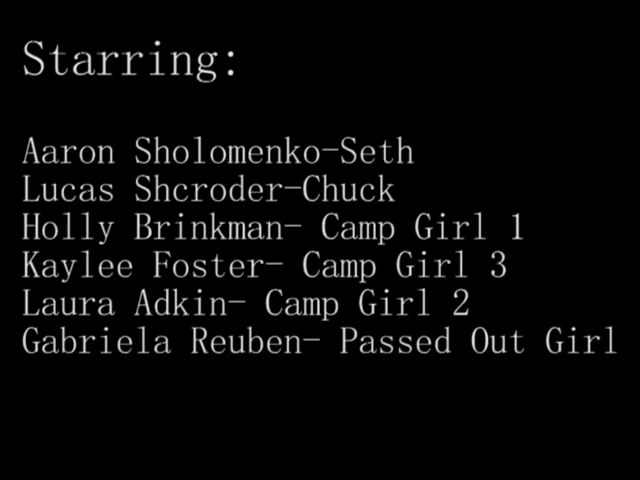 Starring:
Aaron Sholomenko-Seth
Lucas Shcroder-Chuck
Holly Brinkman- Camp Girl 1
Kaylee Foster- Camp Girl 3
Laura Adkin- Camp Girl 2
Gabriela Reuben- Passed Out Girl